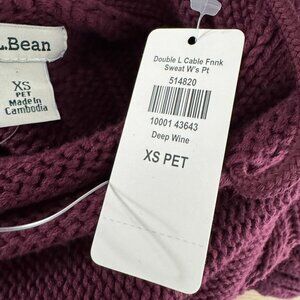 L.Bean
XS
PET
Made in
Cambodia
Double L Cable Fnnk
Sweat W's Pt
514820
10001 43643
Deep Wine
XS PET